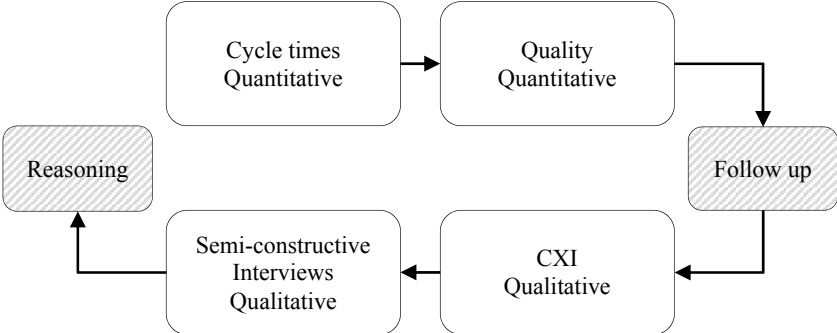 Cycle times
Quantitative
Quality
Quantitative
Reasoning
Follow up
Semi-constructive
Interviews
Qualitative
CXI
Qualitative